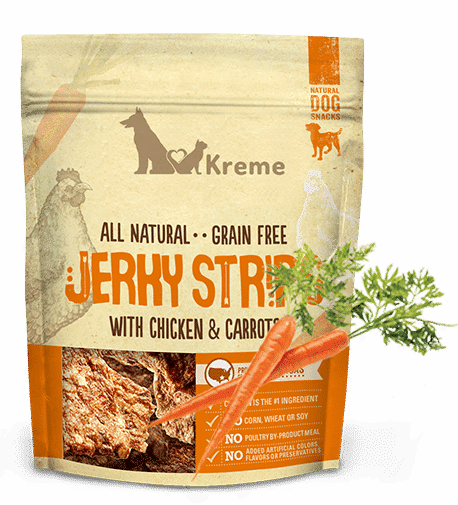 NATURAL
DOG
SNACKS
Kreme
ALL NATURAL·· GRAIN FREE
JERKY STRIPS
WITH CHICKEN & CARROTS
IS THE #1 INGREDIENT
NO CORN, WHEAT OR SOY
NO POULTRY BY-PRODUCT MEAL
NO ADDED ARTIFICIAL COLORS,
FLAVORS OR PRESERVATIVES